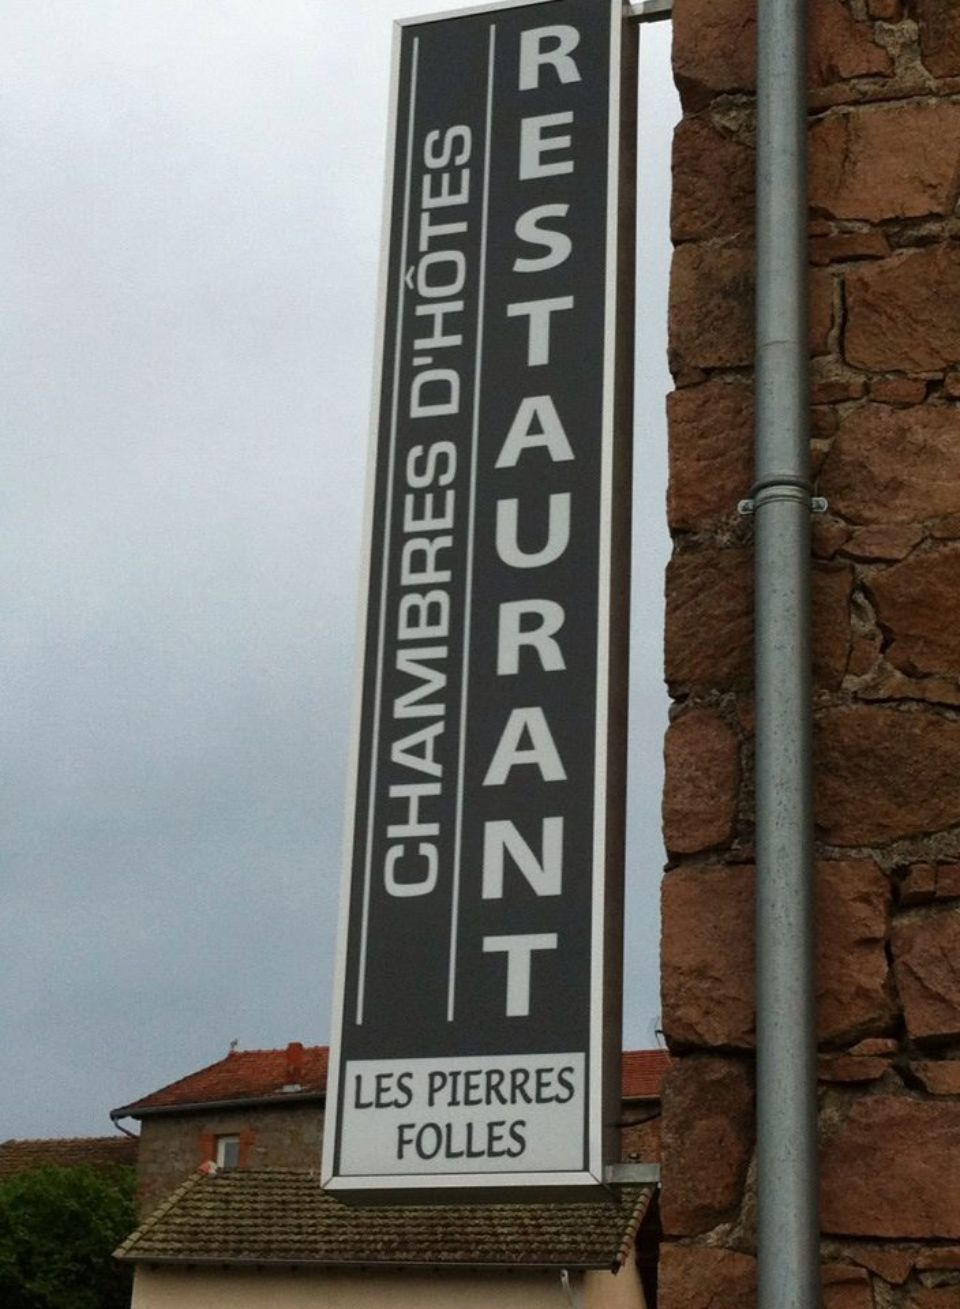 CHAMBRES D'HÔTES
RESTAURANT
LES PIERRES
FOLLES